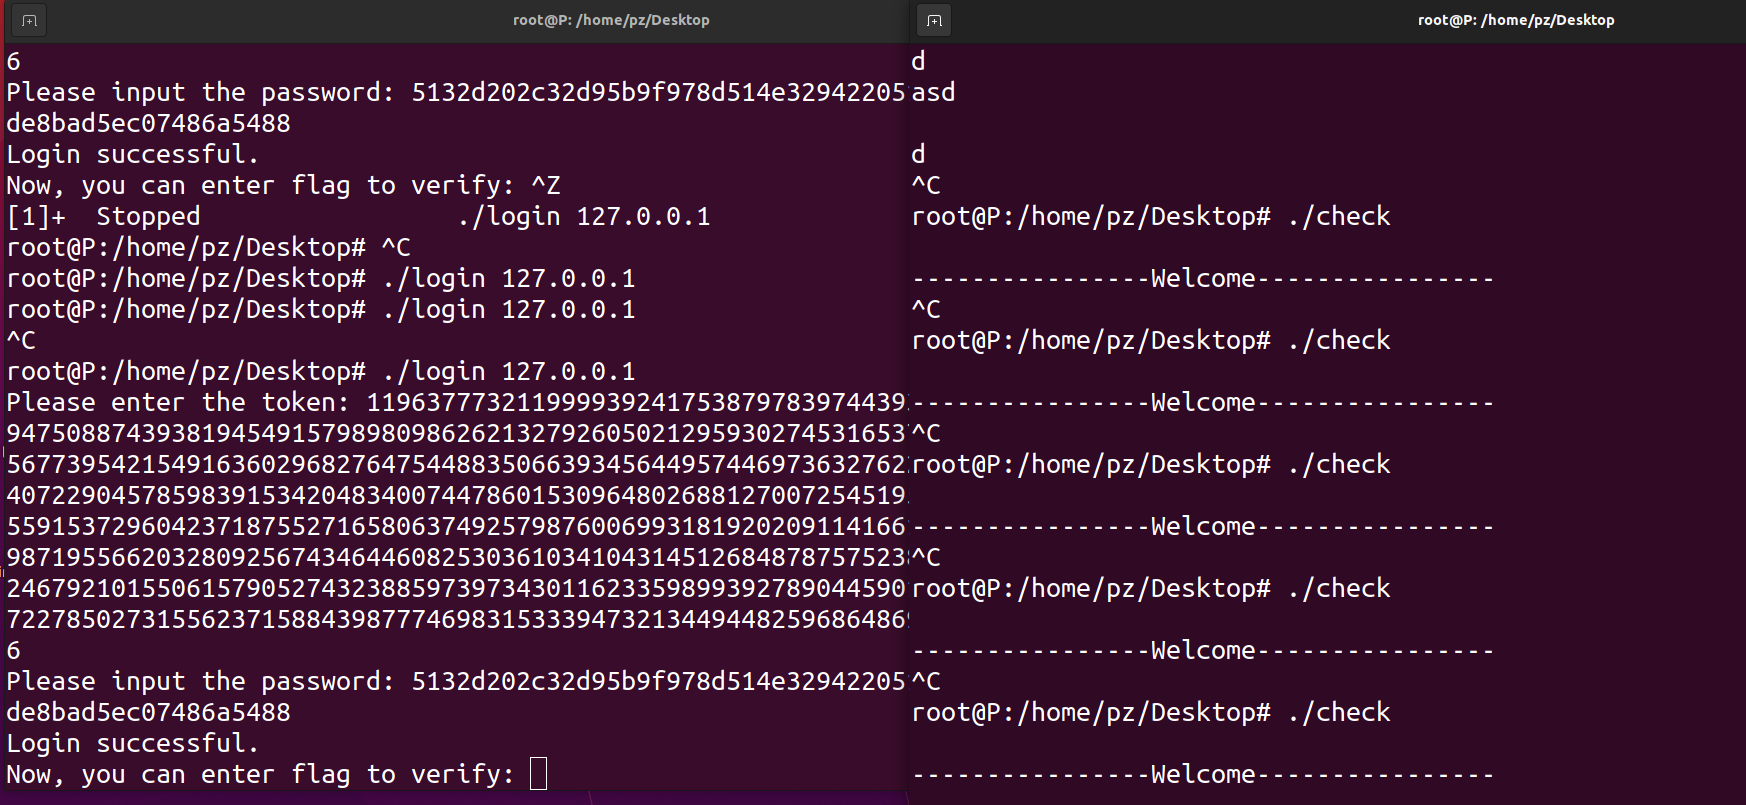 root@P: /home/pz/Desktop
6
Please input the password: 5132d202c32d95b9f978d514e32942205
de8bad5ec07486a5488
Login successful.
Now, you can enter flag to verify: ^Z
[1]+  Stopped                 ./login 127.0.0.1
root@P:/home/pz/Desktop# ^C
root@P:/home/pz/Desktop# ./login 127.0.0.1
root@P:/home/pz/Desktop# ./login 127.0.0.1
^C
root@P:/home/pz/Desktop# ./login 127.0.0.1
Please enter the token: 119637773211999939241753879783974439
947508874393819454915798980986262132792605021295930274531653
567739542154916360296827647544883506639345644957446973632762
407229045785983915342048340074478601530964802688127007254519
559153729604237187552716580637492579876006993181920209114166
987195566203280925674346446082530361034104314512684878757523
246792101550615790527432388597397343011623359899392789044590
722785027315562371588439877746983153339473213449448259686486
6
Please input the password: 5132d202c32d95b9f978d514e32942205
de8bad5ec07486a5488
Login successful.
Now, you can enter flag to verify:
root@P: /home/pz/Desktop
d
asd
d
^C
root@P:/home/pz/Desktop# ./check
----------------Welcome----------------
^C
root@P:/home/pz/Desktop# ./check
----------------Welcome----------------
^C
root@P:/home/pz/Desktop# ./check
----------------Welcome----------------
^C
root@P:/home/pz/Desktop# ./check
----------------Welcome----------------
^C
root@P:/home/pz/Desktop# ./check
----------------Welcome----------------